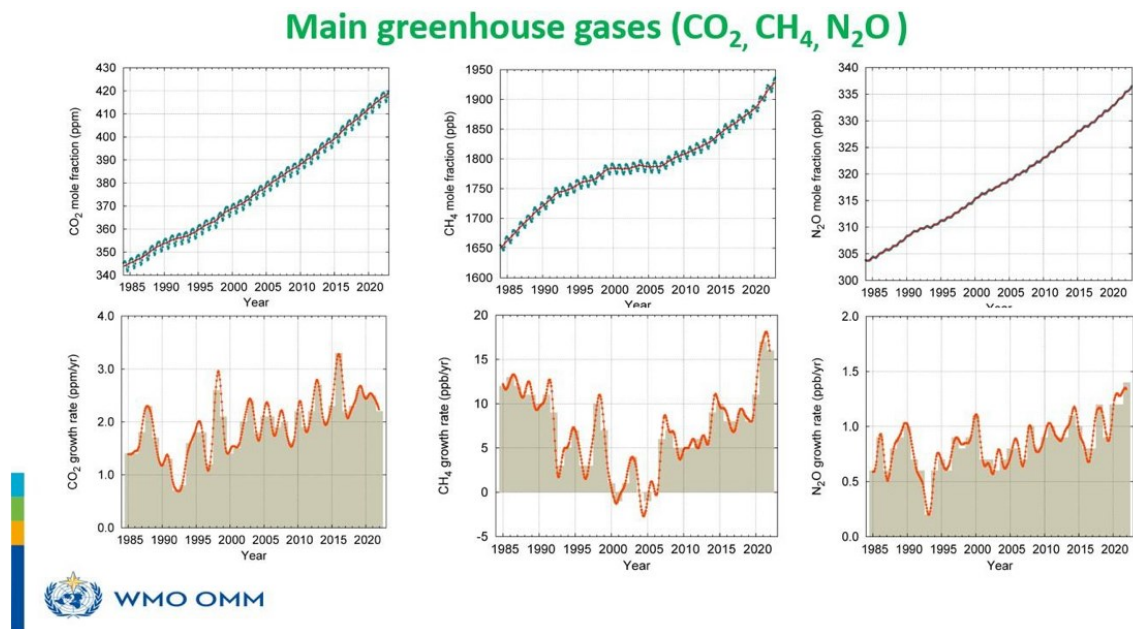 Main greenhouse gases (CO2, CH4, N2O )
430
420
410
400
390
380
370
360
350
340
CO2 mole fraction (ppm)
1985 1990 1995 2000 2005 2010 2015 2020
Year
1950
1900
1850
1800
1750
1700
1650
1600
CH4 mole fraction (ppb)
1985 1990 1995 2000 2005 2010 2015 2020
Year
340
335
330
325
320
315
310
305
300
N2O mole fraction (ppb)
1985 1990 1995 2000 2005 2010 2015 2020
Year
4.0
3.0
2.0
1.0
0.0
CO2 growth rate (ppm/yr)
1985 1990 1995 2000 2005 2010 2015 2020
Year
20
15
10
5
0
-5
CH4 growth rate (ppb/yr)
1985 1990 1995 2000 2005 2010 2015 2020
Year
2.0
1.5
1.0
0.5
0.0
N2O growth rate (ppb/yr)
1985 1990 1995 2000 2005 2010 2015 2020
Year
WMO OMM